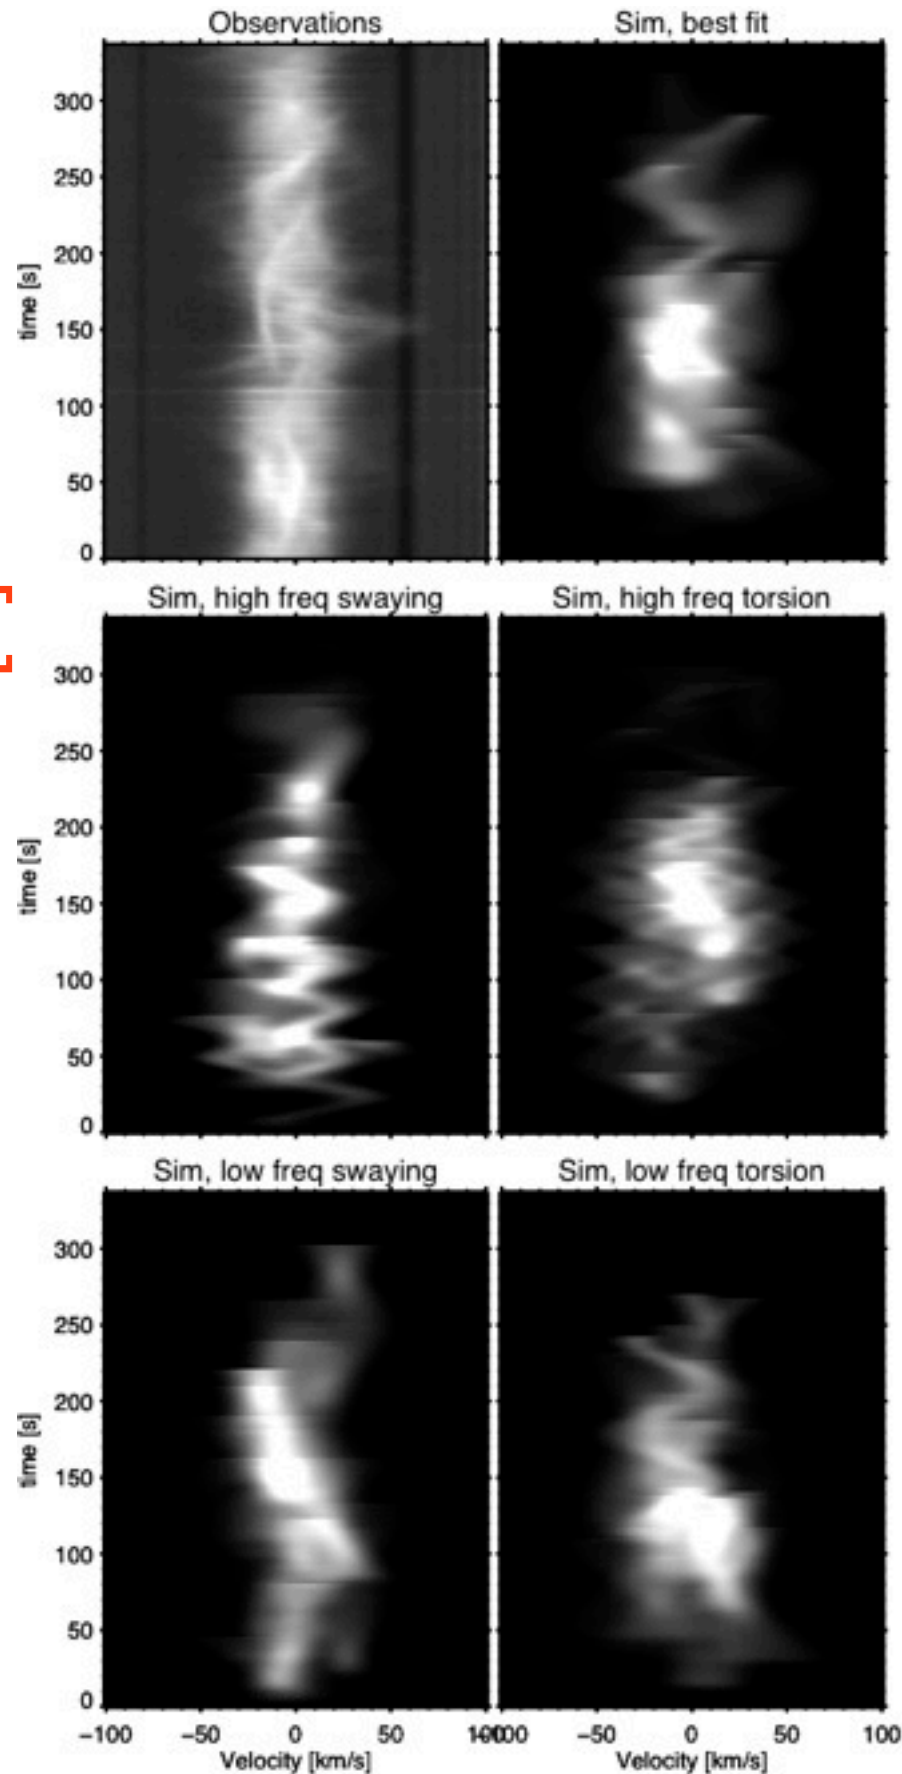 Observations Sim, best fit
300
250
200
150
100
50
0
time [s]
Sim, high freq swaying Sim, high freq torsion
300
250
200
150
100
50
0
time [s]
Sim, low freq swaying Sim, low freq torsion
300
250
200
150
100
50
0
time [s]
−100 −50 0 50 100 −100 −50 0 50 100
Velocity [km/s] Velocity [km/s]